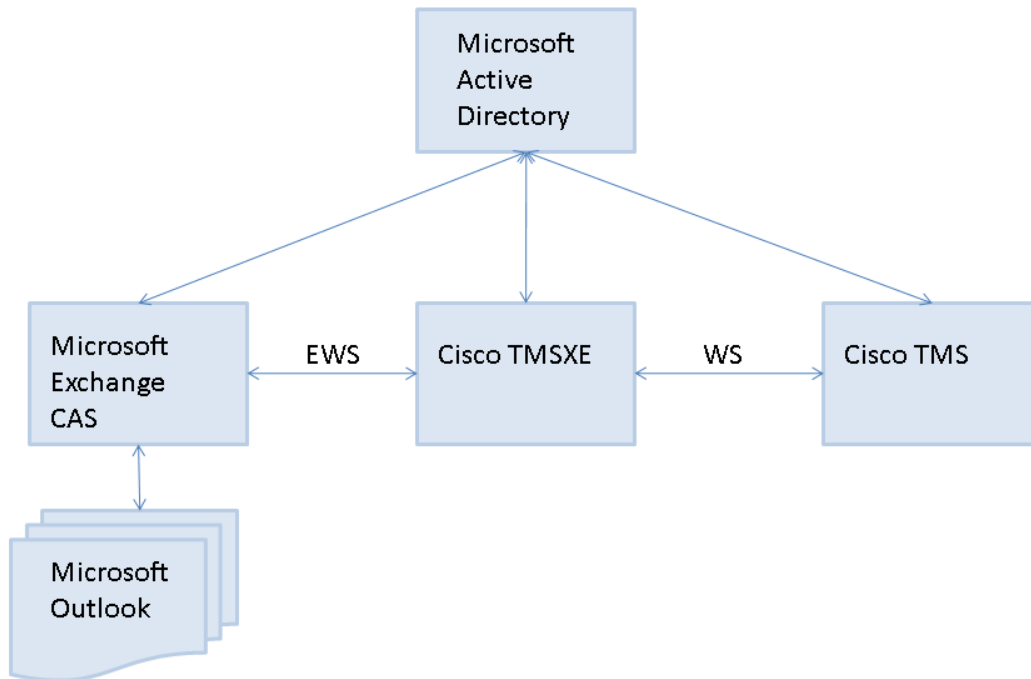 Microsoft
Active
Directory
Microsoft
Exchange
CAS
EWS
Cisco TMSXE
WS
Cisco TMS
Microsoft
Outlook